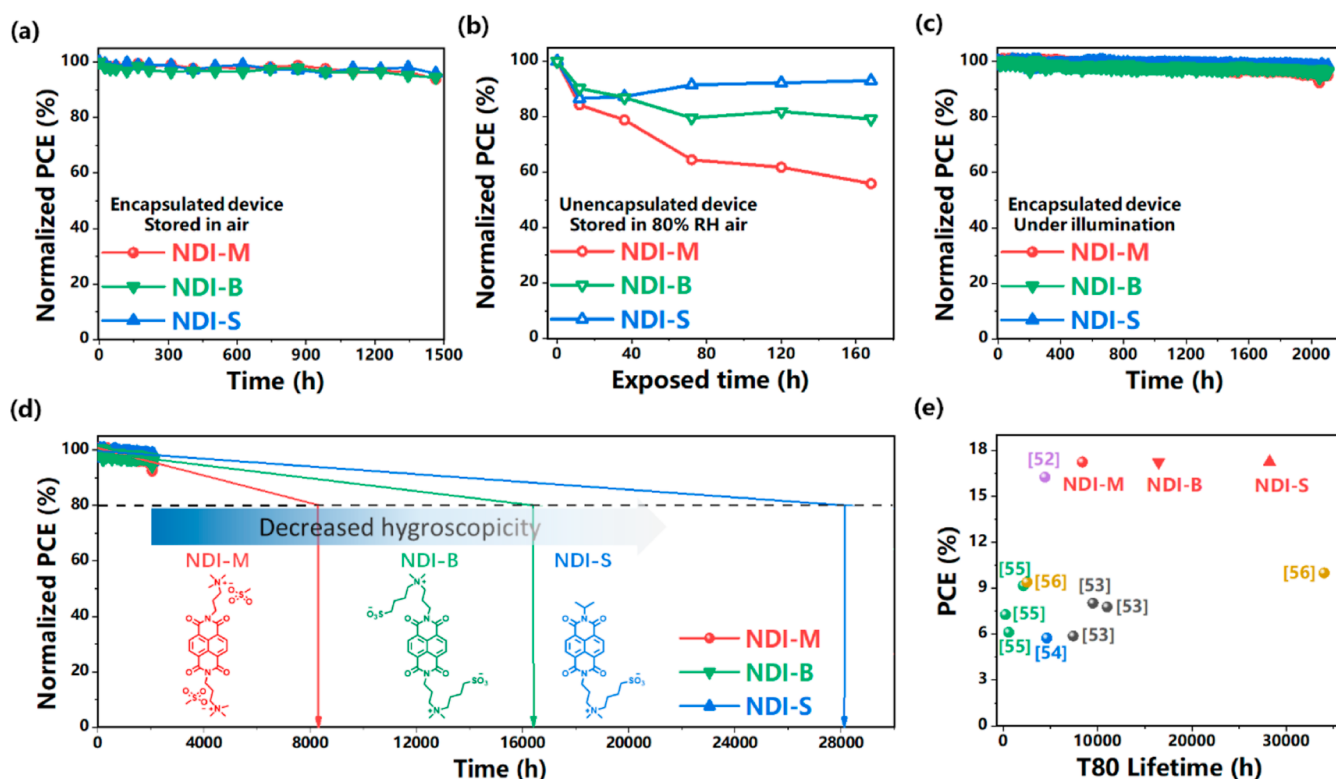 (a)
Normalized PCE (%)
100
80
60
40
20
0
Encapsulated device
Stored in air
NDI-M
NDI-B
NDI-S
0 300 600 900 1200 1500
Time (h)
(b)
Normalized PCE (%)
100
80
60
40
20
0
Unencapsulated device
Stored in 80% RH air
NDI-M
NDI-B
NDI-S
0 40 80 120 160
Exposed time (h)
(c)
Normalized PCE (%)
100
80
60
40
20
0
Encapsulated device
Under illumination
NDI-M
NDI-B
NDI-S
0 400 800 1200 1600 2000
Time (h)
(d)
Normalized PCE (%)
100
80
60
40
20
0
Decreased hygroscopicity
NDI-M
NDI-B
NDI-S
NDI-M
NDI-B
NDI-S
0 4000 8000 12000 16000 20000 24000 28000
Time (h)
(e)
PCE (%)
18
15
12
9
6
3
0
[52]
NDI-M NDI-B NDI-S
[55] [56] [53] [56]
[55] [53]
[55] [54] [53]
0 10000 20000 30000
T80 Lifetime (h)